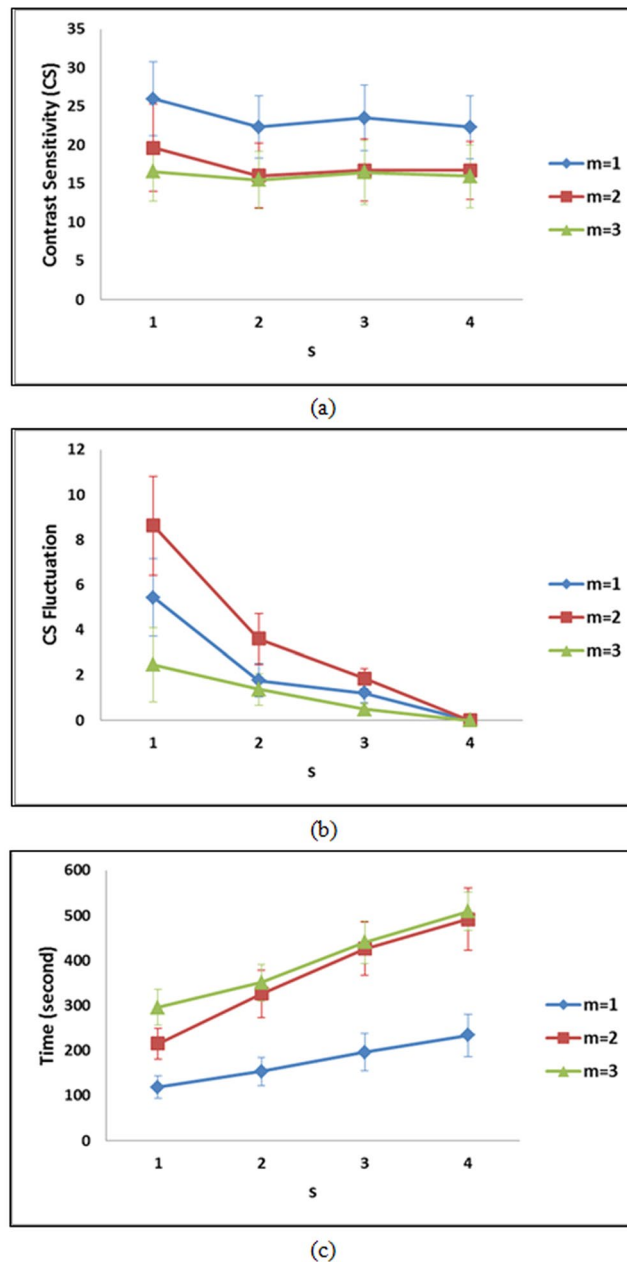 35
30
25
20
15
10
5
0
Contrast Sensitivity (CS)
1 2 3 4
s
m=1
m=2
m=3
(a)
12
10
8
6
4
2
0
CS Fluctuation
1 2 3 4
s
m=1
m=2
m=3
(b)
600
500
400
300
200
100
0
Time (second)
1 2 3 4
s
m=1
m=2
m=3
(c)